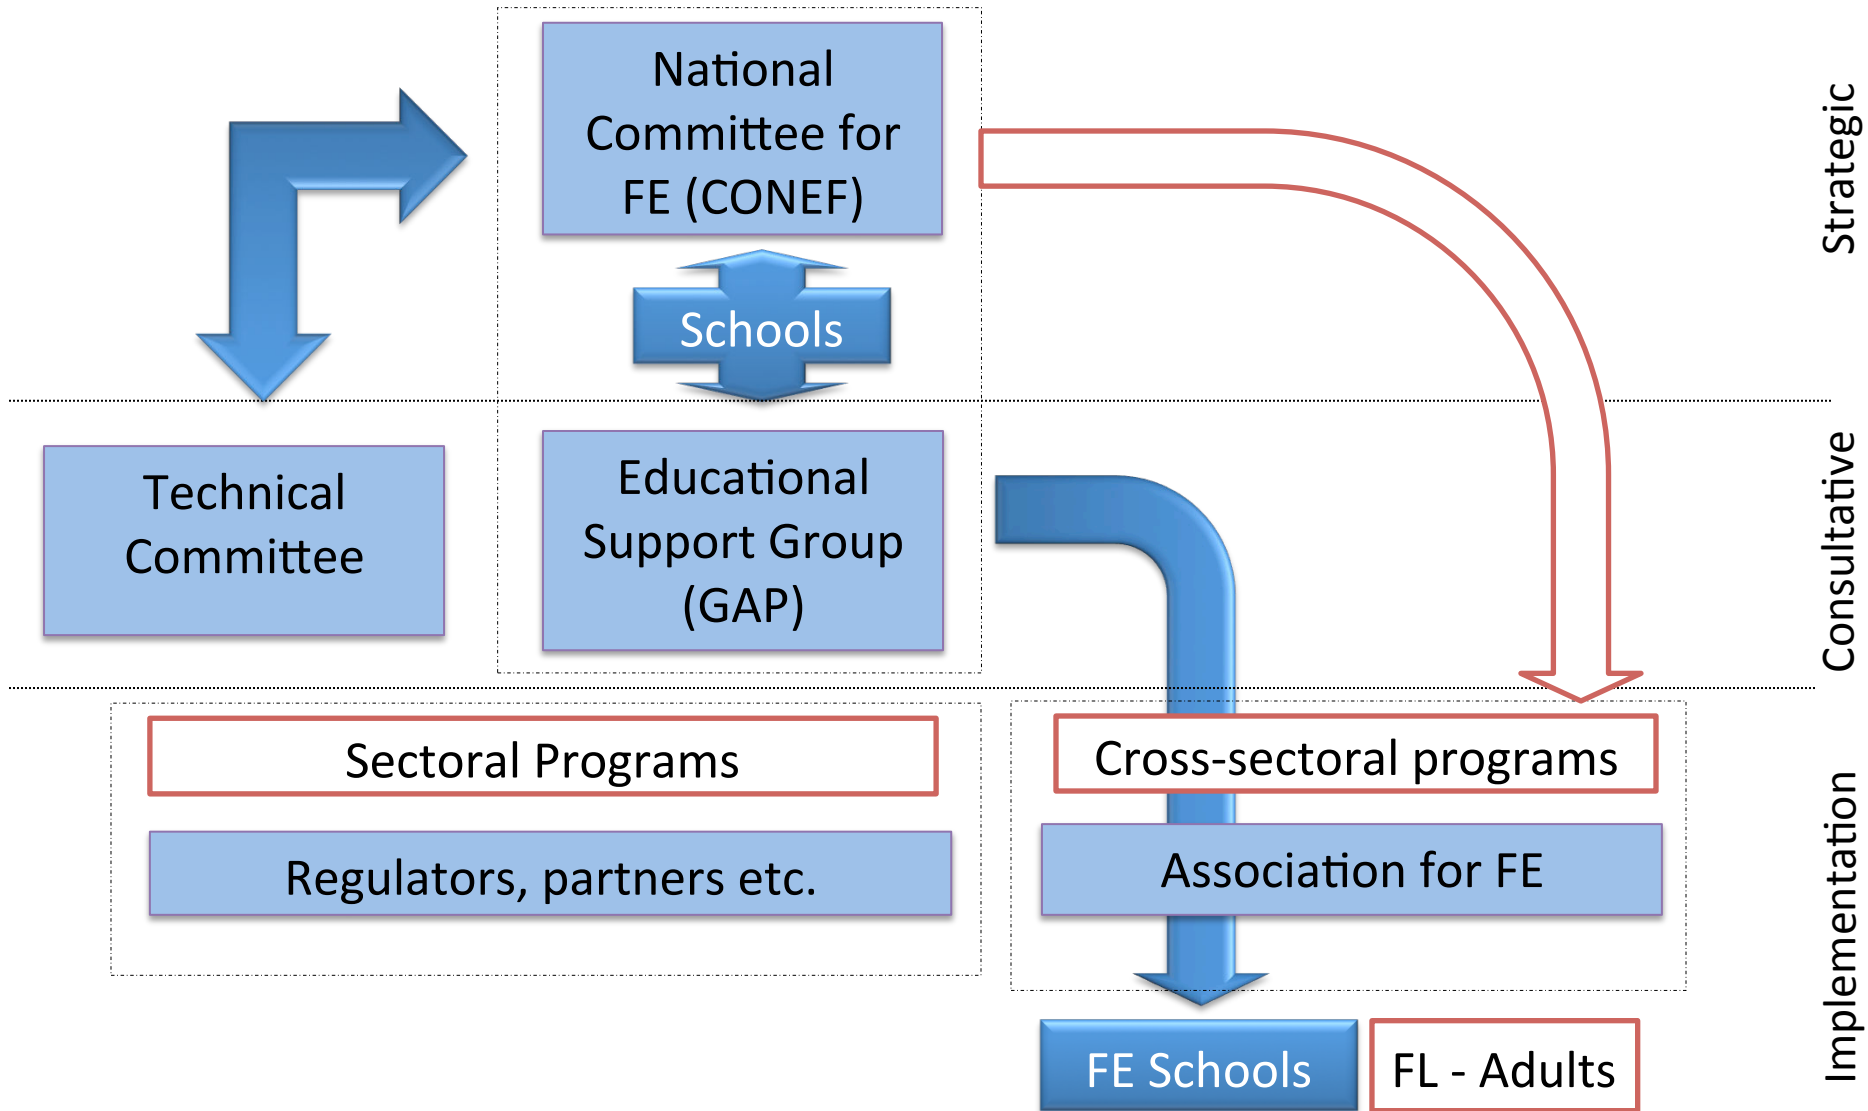 National
Committee for
FE (CONEF)
Schools
Strategic
Technical
Committee
Educational
Support Group
(GAP)
Consultative
Sectoral Programs
Regulators, partners etc.
Cross-sectoral programs
Association for FE
FE Schools
FL - Adults
Implementation